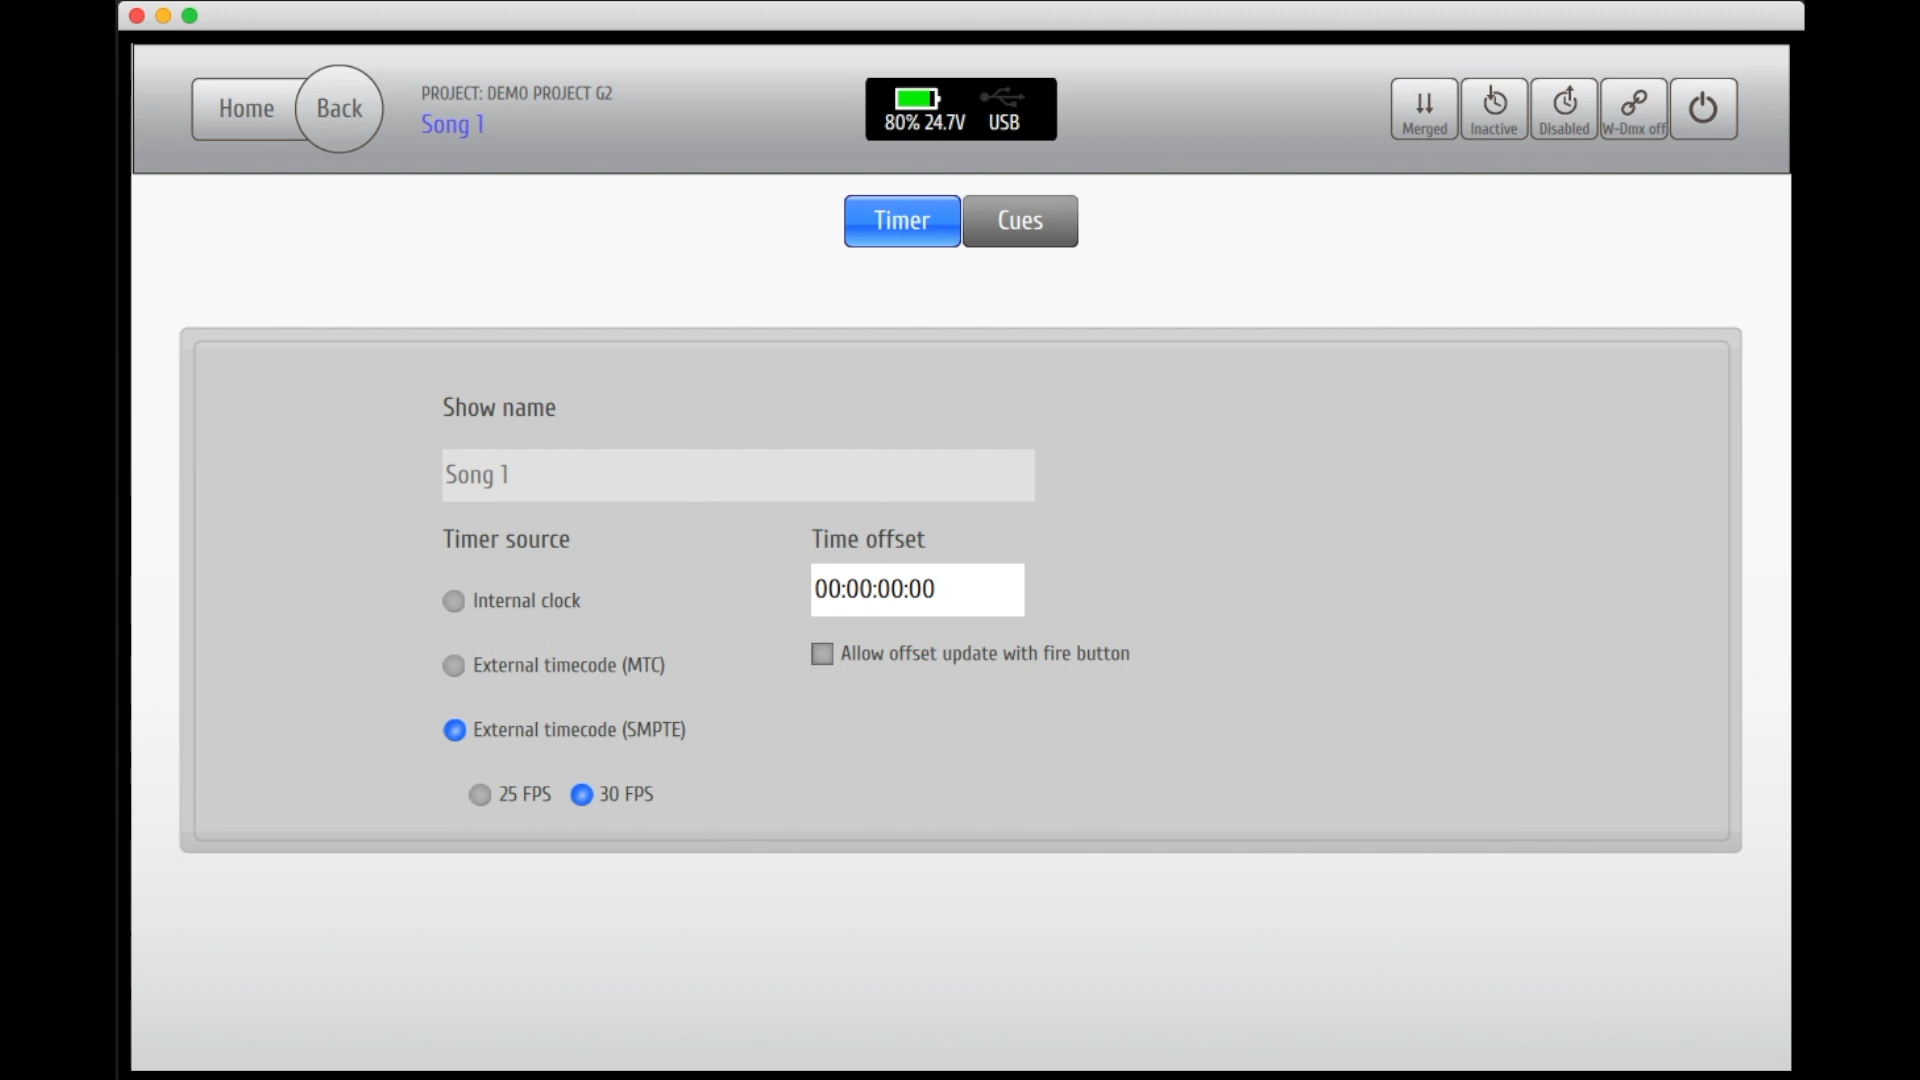 Home
Back
PROJECT: DEMO PROJECT G2
Song 1
80% 24.7V USB
Merged
Inactive
Disabled
W-Dmx off
Timer
Cues
Show name
Song 1
Timer source
Time offset
00:00:00:00
Internal clock
Allow offset update with fire button
External timecode (MTC)
External timecode (SMPTE)
25 FPS
30 FPS